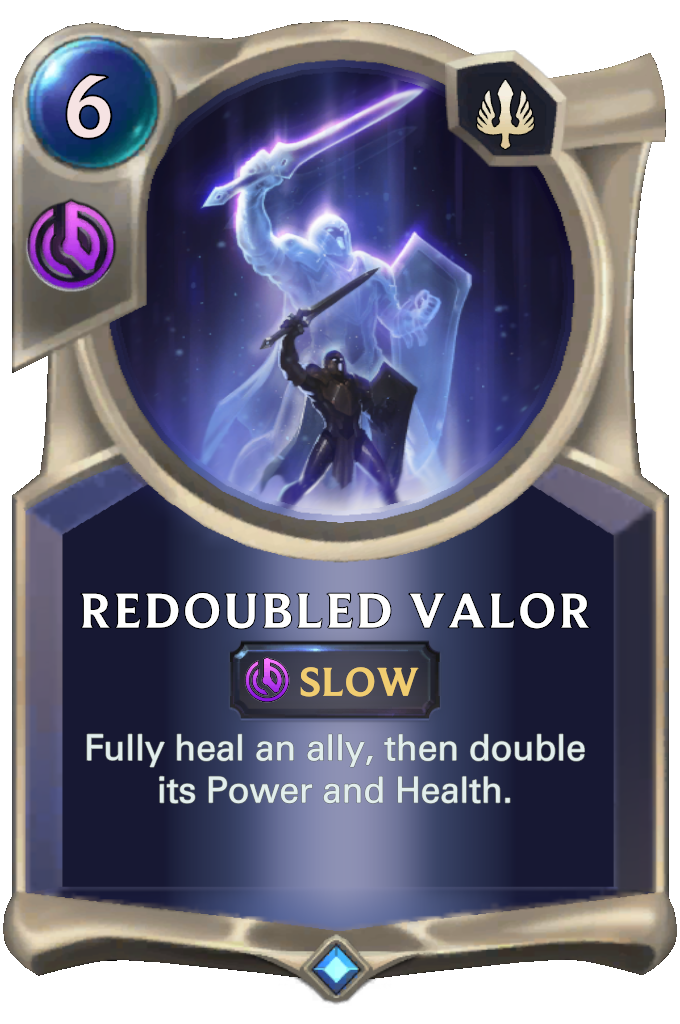 6
REDOUBLED VALOR
SLOW
Fully heal an ally, then double
its Power and Health.